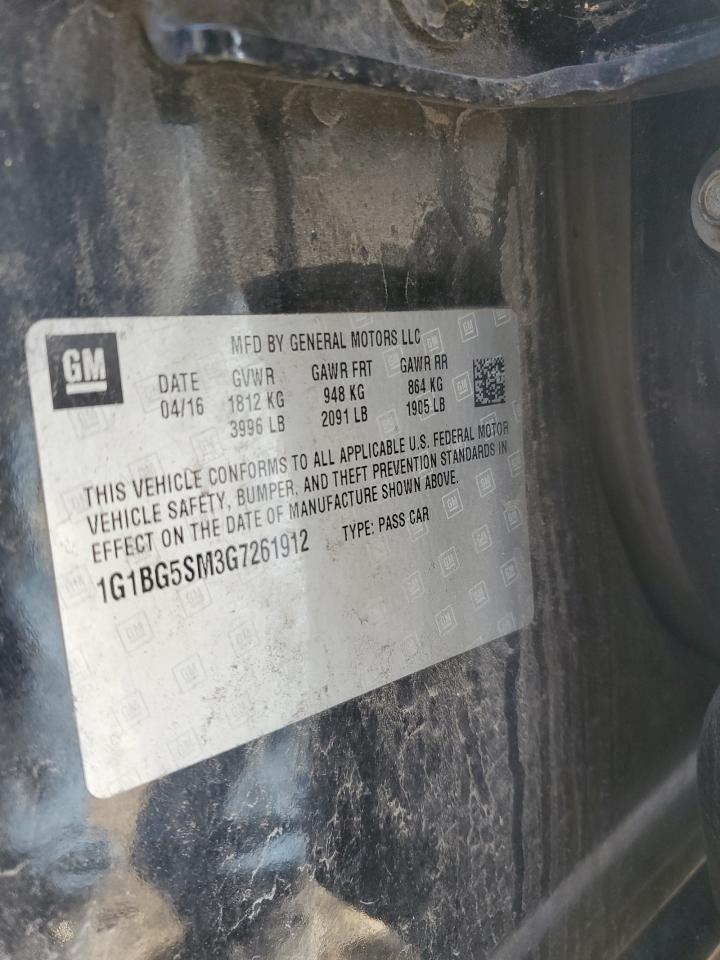 GM
MFD BY GENERAL MOTORS LLC
DATE GVWR GAWR FRT GAWR RR
04/16 1812 KG 948 KG 864 KG
3996 LB 2091 LB 1905 LB
THIS VEHICLE CONFORMS TO ALL APPLICABLE U.S. FEDERAL MOTOR
VEHICLE SAFETY, BUMPER, AND THEFT PREVENTION STANDARDS IN
EFFECT ON THE DATE OF MANUFACTURE SHOWN ABOVE.
1G1BG5SM3G7261912 TYPE: PASS CAR